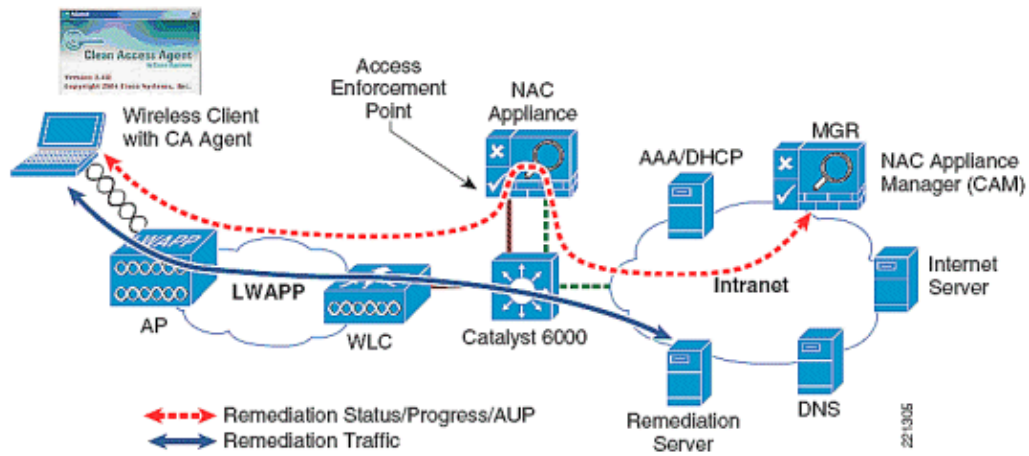 Clean Access Agent
Wireless Client
with CA Agent
Access
Enforcement
Point
NAC
Appliance
AAA/DHCP
MGR
NAC Appliance
Manager (CAM)
LWAPP
AP
LWAPP
WLC
Catalyst 6000
Intranet
Internet
Server
Remediation
Server
DNS
Remediation Status/Progress/AUP
Remediation Traffic
221305